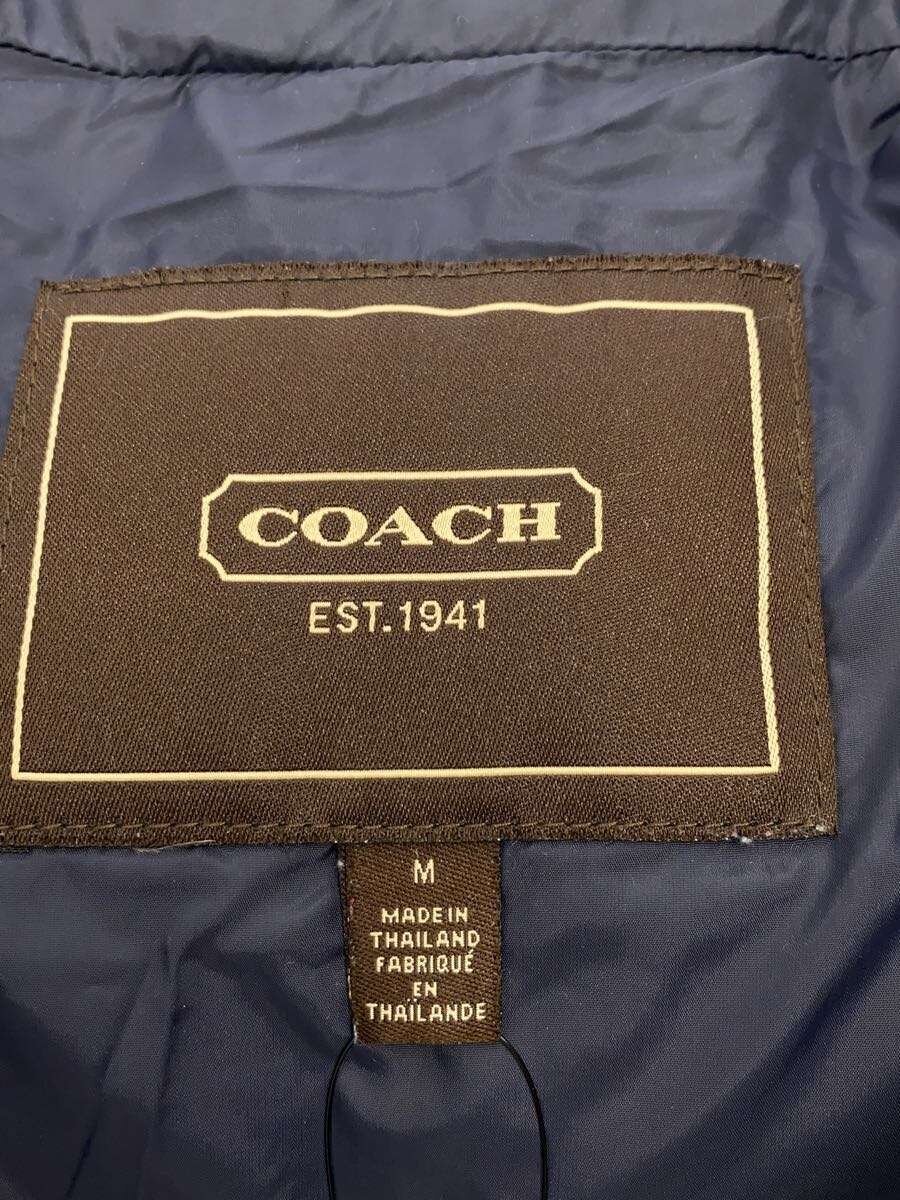 COACH
EST.1941
M
MADE IN
THAILAND
FABRIQUÉ
EN
THAÏLANDE